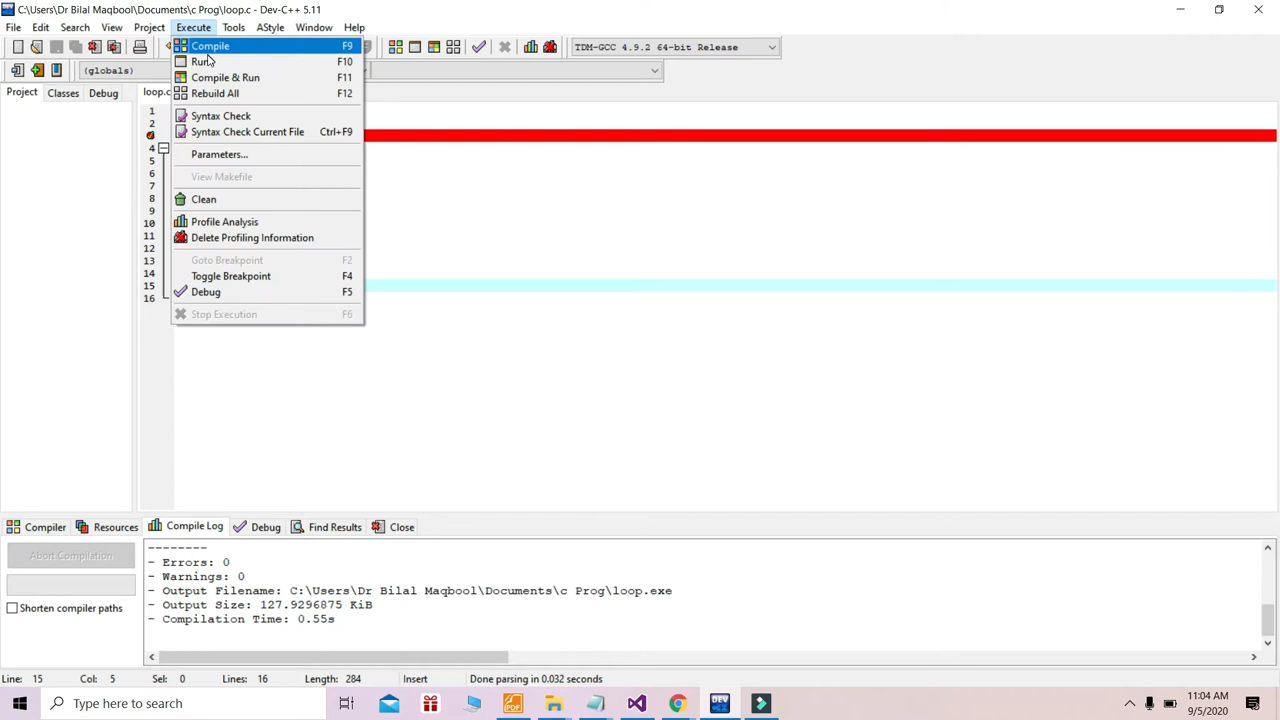 C:\Users\Dr Bilal Maqbool\Documents\c Prog\loop.c - Dev-C++ 5.11
File Edit Search View Project Execute Tools AStyle Window Help
TDM-GCC 4.9.2 64-bit Release
(globals)
Project Classes Debug loop.c
Compile F9
Run F10
Compile & Run F11
Rebuild All F12
Syntax Check
Syntax Check Current File Ctrl+F9
Parameters...
View Makefile
Clean
Profile Analysis
Delete Profiling Information
Goto Breakpoint F2
Toggle Breakpoint F4
Debug F5
Stop Execution F6
1
2
4
5
6
7
8
9
10
11
12
13
14
15
16
Compiler Resources Compile Log Debug Find Results Close
Abort Compilation
Shorten compiler paths
--------
- Errors: 0
- Warnings: 0
- Output Filename: C:\Users\Dr Bilal Maqbool\Documents\c Prog\loop.exe
- Output Size: 127.9296875 KiB
- Compilation Time: 0.55s
Line: 15 Col: 5 Sel: 0 Lines: 16 Length: 284 Insert Done parsing in 0.032 seconds
Type here to search
11:04 AM
9/5/2020